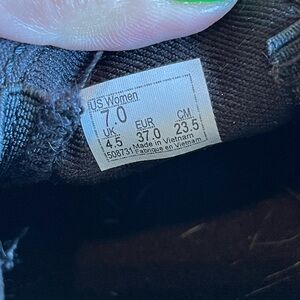 US Women
7.0
UK EUR CM
4.5 37.0 23.5
508731 Made in Vietnam
Fabriqué en Vietnam